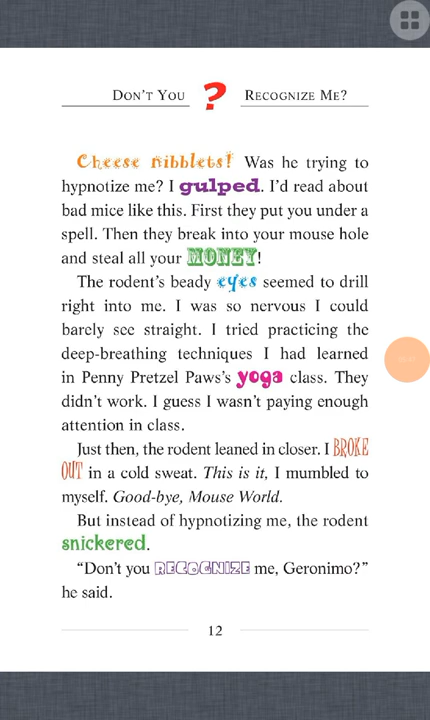 DON'T YOU ? RECOGNIZE ME?
Cheese nibblets! Was he trying to
hypnotize me? I gulped. I'd read about
bad mice like this. First they put you under a
spell. Then they break into your mouse hole
and steal all your MONEY!
The rodent's beady eyes seemed to drill
right into me. I was so nervous I could
barely see straight. I tried practicing the
deep-breathing techniques I had learned
in Penny Pretzel Paws's yoga class. They
didn't work. I guess I wasn't paying enough
attention in class.
Just then, the rodent leaned in closer. I BROKE
OUT in a cold sweat. This is it, I mumbled to
myself. Good-bye, Mouse World.
But instead of hypnotizing me, the rodent
snickered.
"Don't you RECOGNIZE me, Geronimo?"
he said.
12